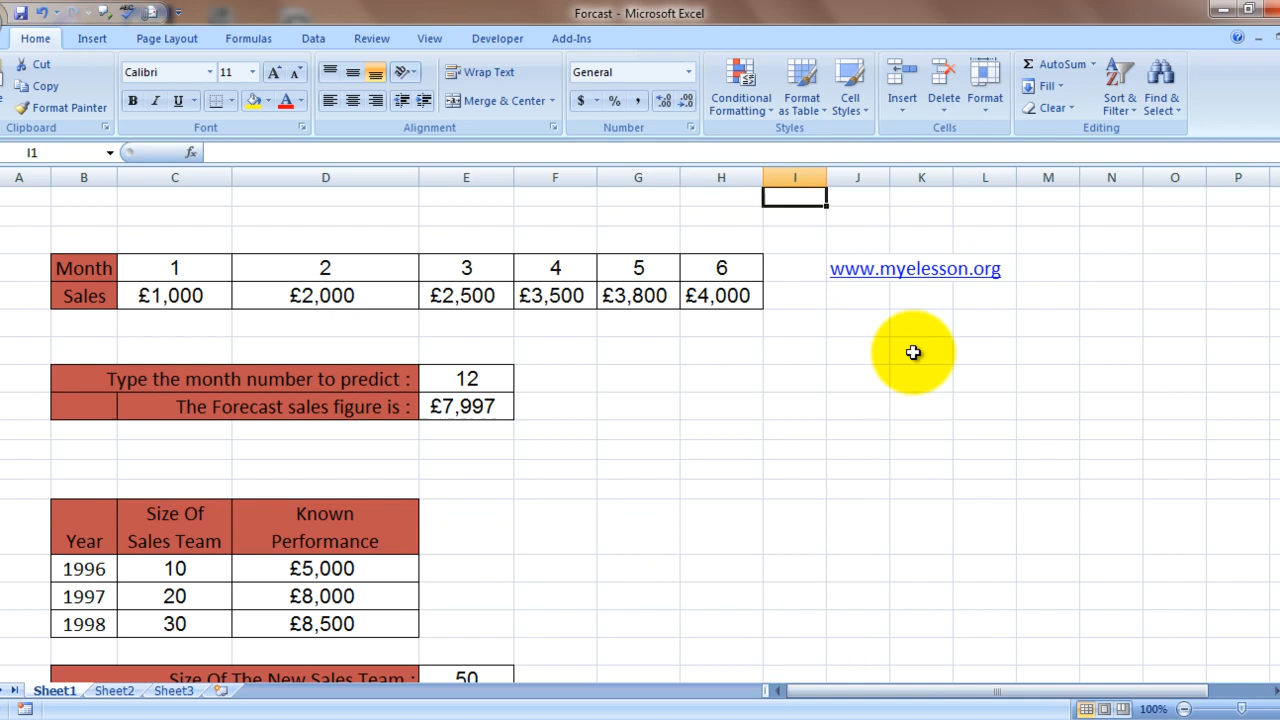 Forcast - Microsoft Excel
Home Insert Page Layout Formulas Data Review View Developer Add-Ins
Cut
Copy
Format Painter
Clipboard
Calibri 11
B I U A
Font
Wrap Text
Merge & Center
Alignment
General
$ % ,
Number
Conditional Formatting
Format as Table
Cell Styles
Styles
Insert
Delete
Format
Cells
Σ AutoSum
Fill
Clear
Sort & Filter
Find & Select
Editing
I1 fx
A B C D E F G H I J K L M N O P
Month 1 2 3 4 5 6
www.myelesson.org
Sales £1,000 £2,000 £2,500 £3,500 £3,800 £4,000
Type the month number to predict : 12
The Forecast sales figure is : £7,997
Year Size Of Sales Team Known Performance
1996 10 £5,000
1997 20 £8,000
1998 30 £8,500
Size Of The New Sales Team : 50
Sheet1 Sheet2 Sheet3
100%